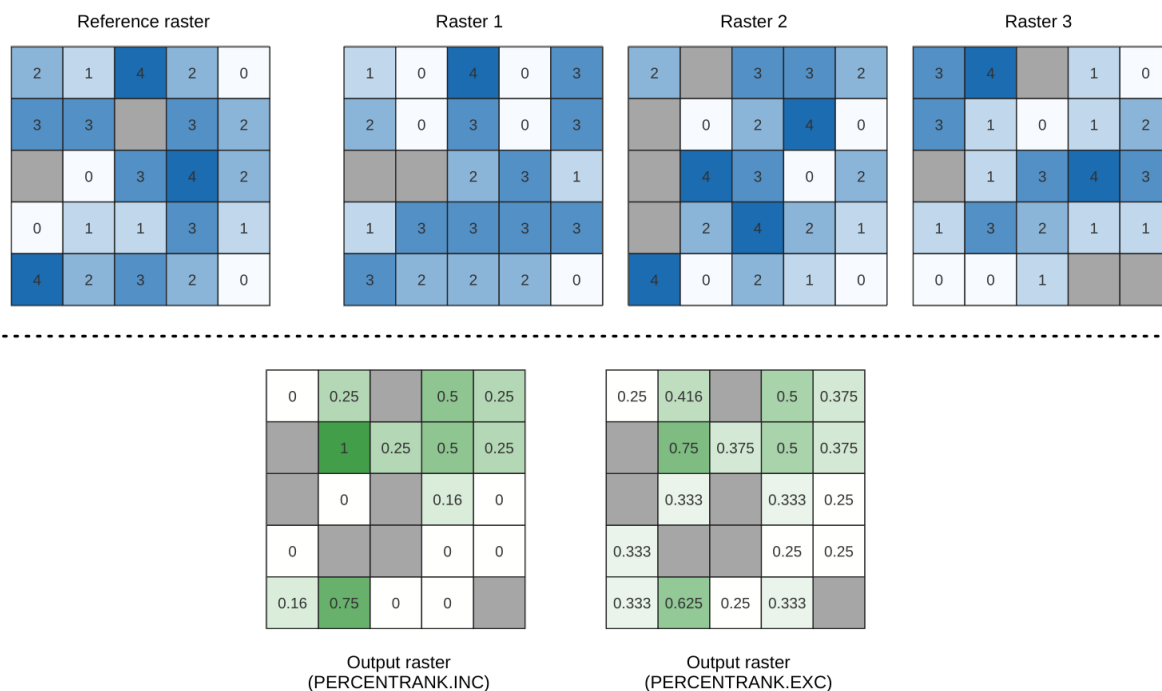 Reference raster Raster 1 Raster 2 Raster 3
2 1 4 2 0 1 0 4 0 3 2 3 3 2 3 4 1 0
3 3 3 2 2 0 3 0 3 0 2 4 0 3 1 0 1 2
0 3 4 2 2 3 1 4 3 0 2 1 3 4 3
0 1 1 3 1 1 3 3 3 3 2 4 2 1 1 3 2 1 1
4 2 3 2 0 3 2 2 2 0 4 0 2 1 0 0 0 1
0 0.25 0.5 0.25 0.25 0.416 0.5 0.375
1 0.25 0.5 0.25 0.75 0.375 0.5 0.375
0 0.16 0 0.333 0.333 0.25
0 0 0 0.333 0.25 0.25
0.16 0.75 0 0 0.333 0.625 0.25 0.333
Output raster Output raster
(PERCENTRANK.INC) (PERCENTRANK.EXC)